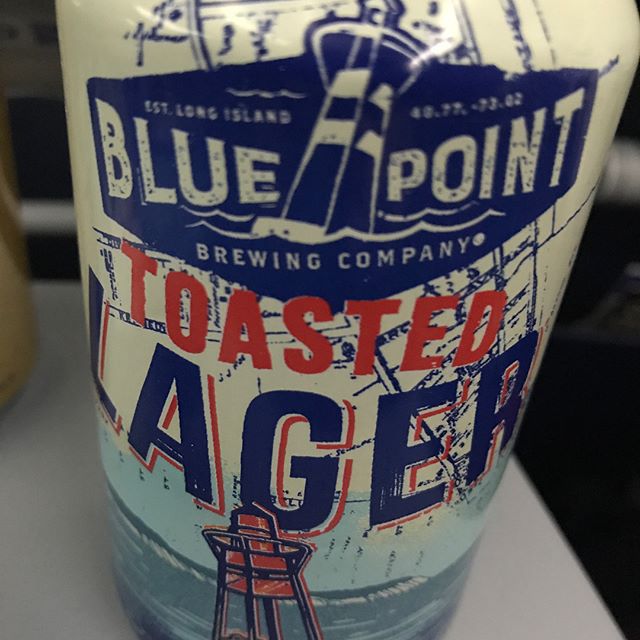 EST. LONG ISLAND
40.77, -73.02
BLUE POINT
BREWING COMPANY
TOASTED
LAGER